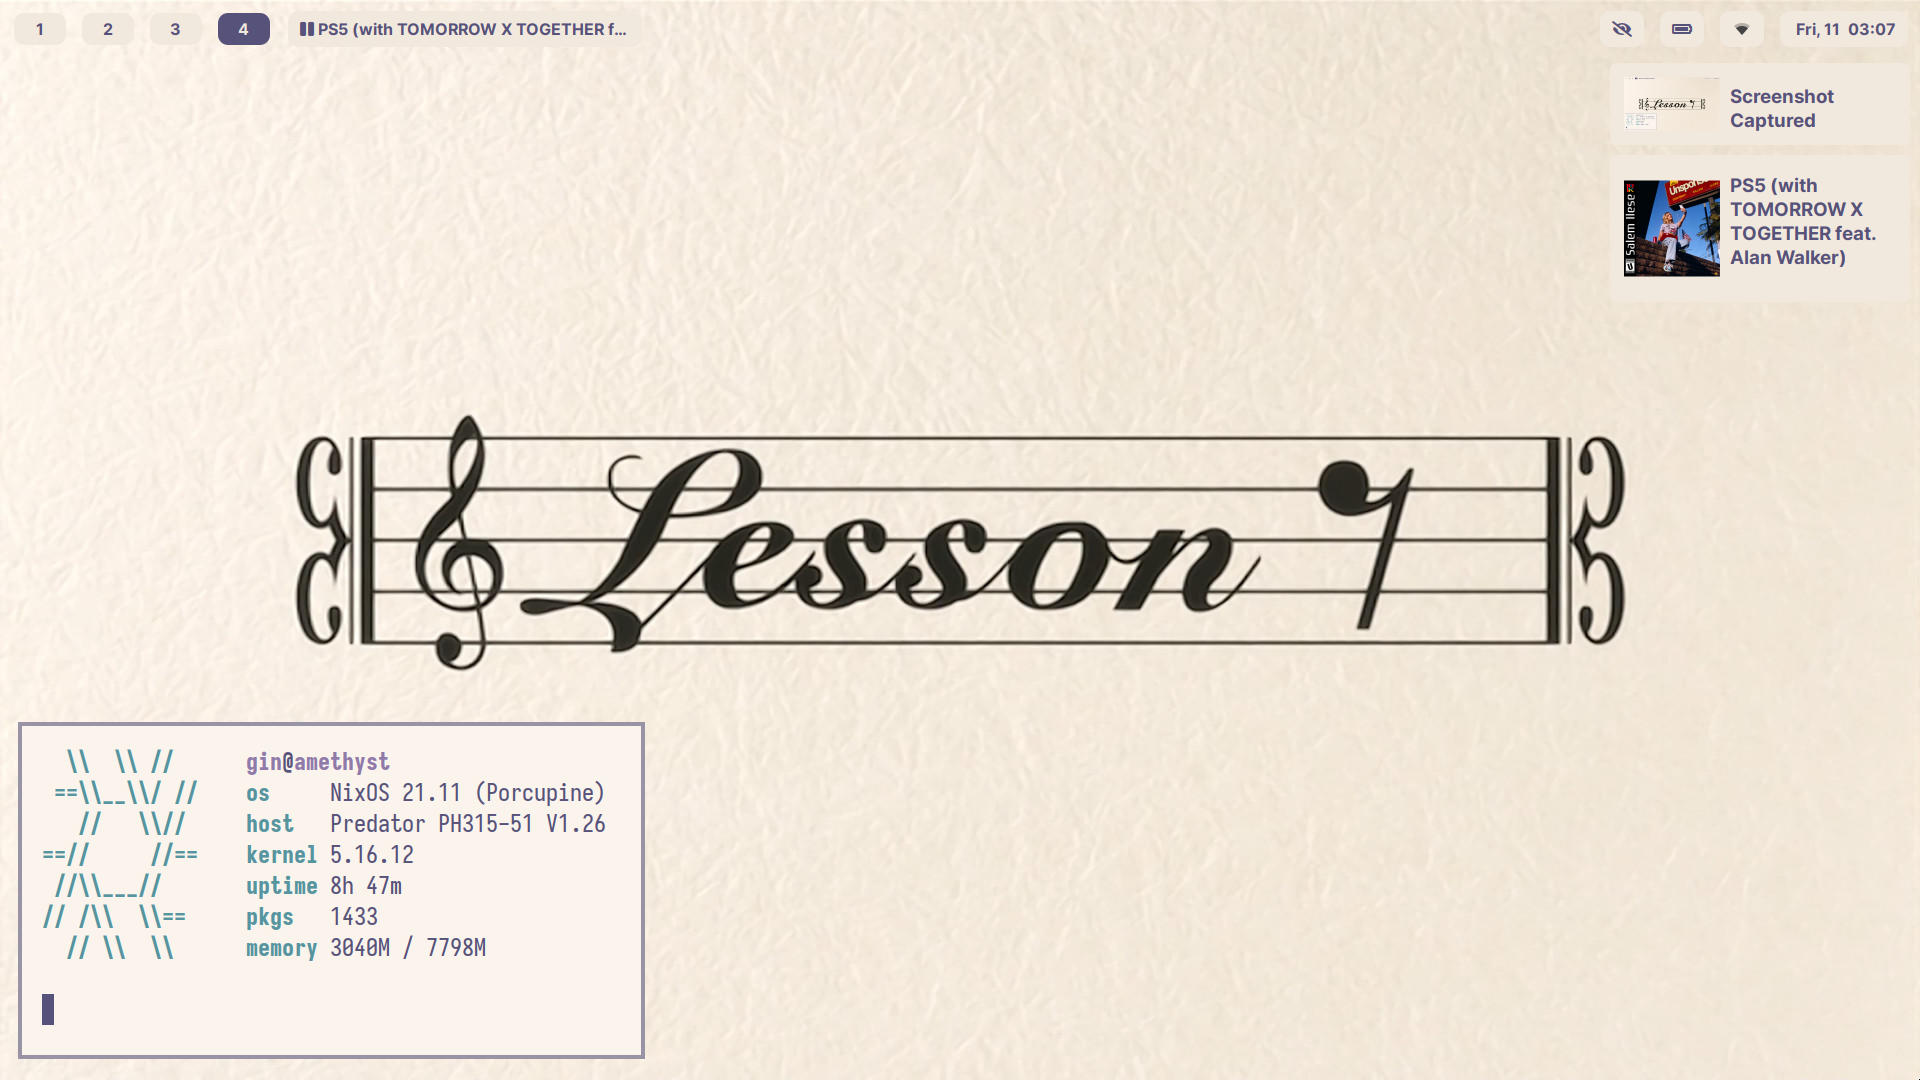 1 2 3 4 PS5 (with TOMORROW X TOGETHER f... Fri, 11 03:07
Screenshot
Captured
PS5 (with
TOMORROW X
TOGETHER feat.
Alan Walker)
Salem Ilese
Lesson
\\  \\ //
==\\__\\/ //
//   \\//
==//     //==
//\\___//
// /\\  \\==
// \\  \\
gin@amethyst
os NixOS 21.11 (Porcupine)
host Predator PH315-51 V1.26
kernel 5.16.12
uptime 8h 47m
pkgs 1433
memory 3040M / 7798M